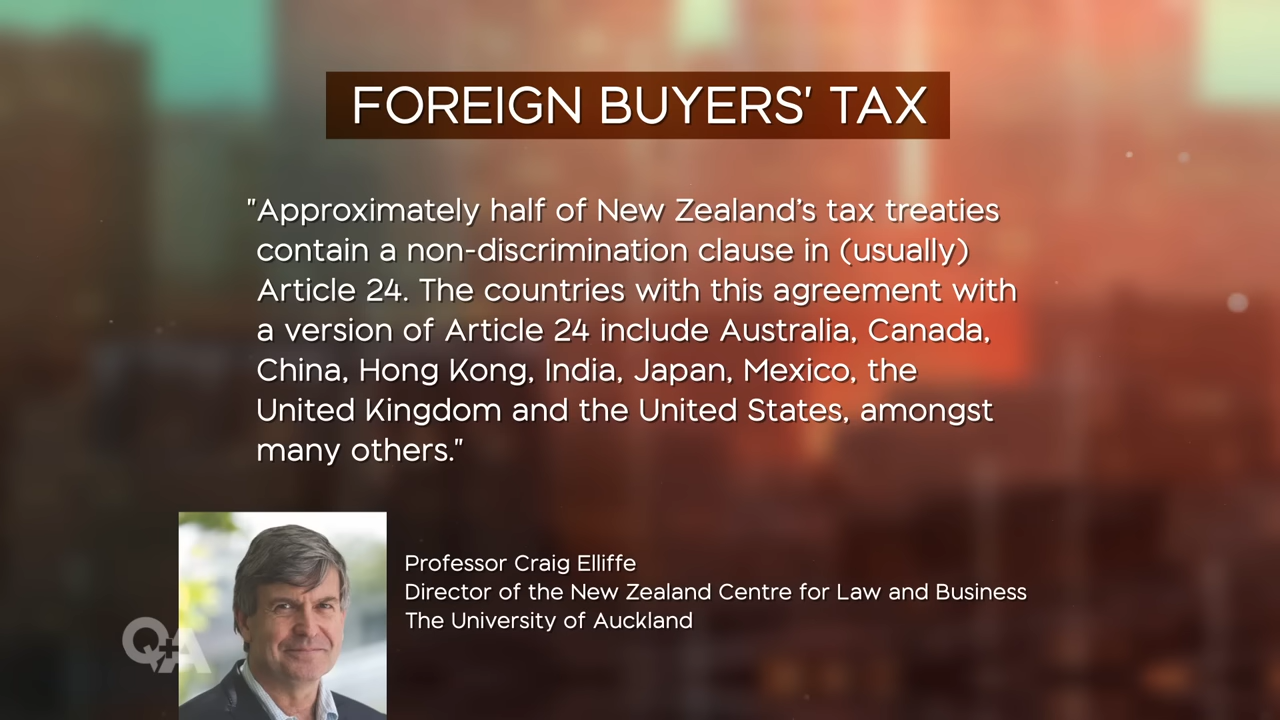 FOREIGN BUYERS' TAX
"Approximately half of New Zealand's tax treaties
contain a non-discrimination clause in (usually)
Article 24. The countries with this agreement with
a version of Article 24 include Australia, Canada,
China, Hong Kong, India, Japan, Mexico, the
United Kingdom and the United States, amongst
many others."
Professor Craig Elliffe
Director of the New Zealand Centre for Law and Business
The University of Auckland
Q+A